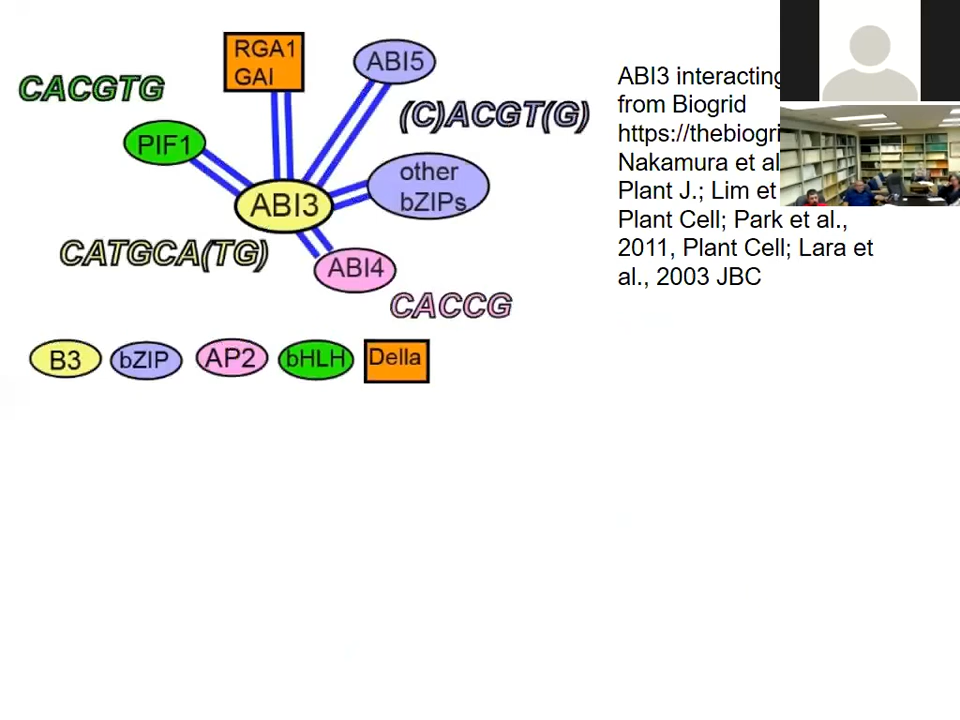 RGA1
GAI
ABI5
CACGTG
(C)ACGT(G)
PIF1
other
bZIPs
ABI3
CATGCA(TG)
ABI4
CACCG
B3
bZIP
AP2
bHLH
Della
ABI3 interacting
from Biogrid
https://thebiogri
Nakamura et al
Plant J.; Lim et
Plant Cell; Park et al.,
2011, Plant Cell; Lara et
al., 2003 JBC